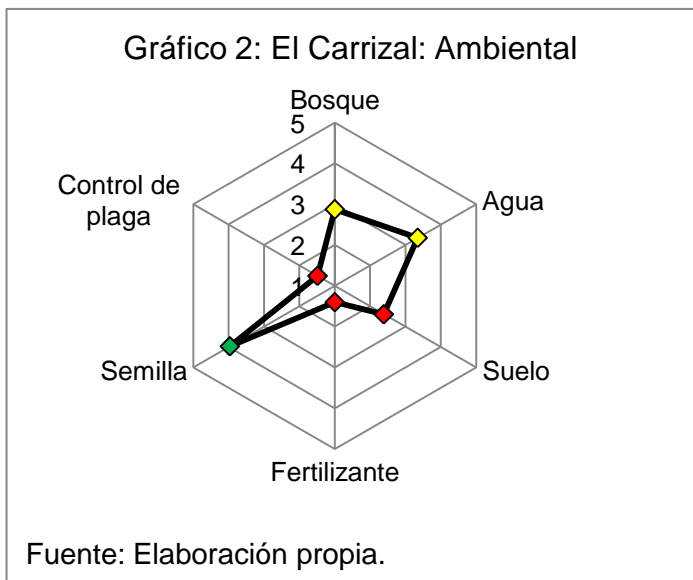 Gráfico 2: El Carrizal: Ambiental
Bosque
5
4
3
2
1
Agua
Suelo
Fertilizante
Semilla
Control de
plaga
Fuente: Elaboración propia.